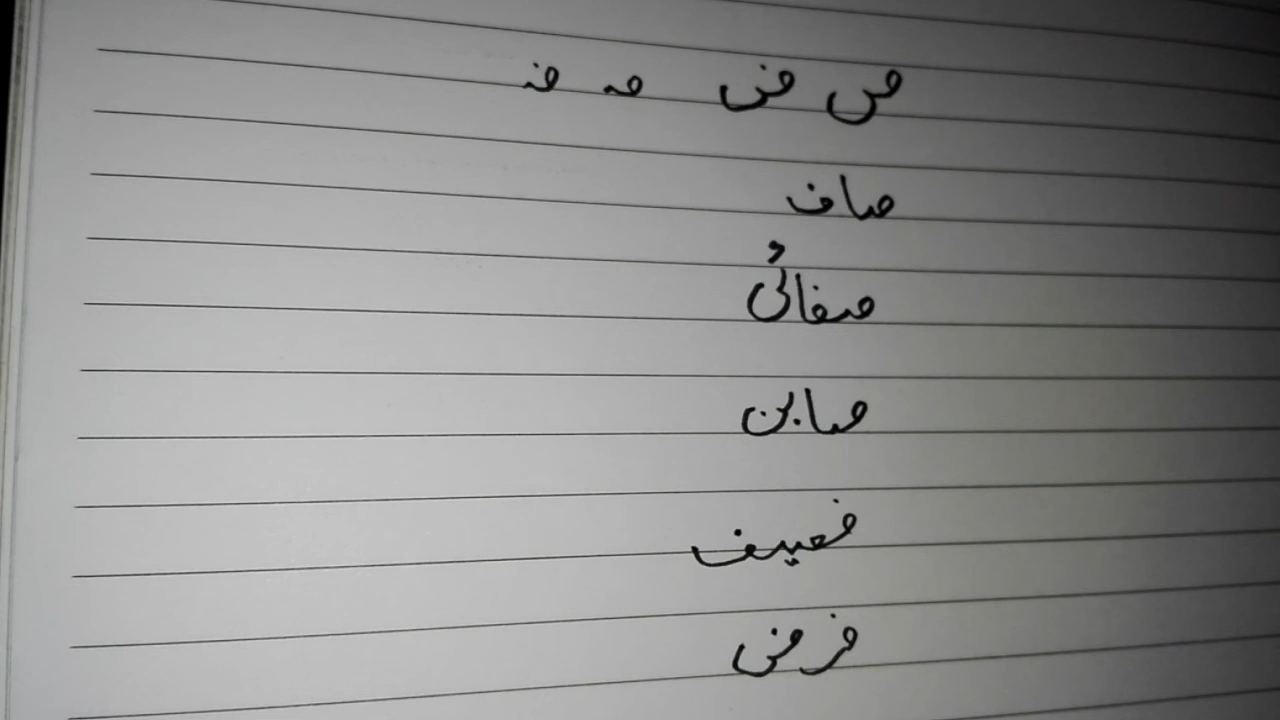 ص ض صہ ضہ
صاف
صفائی
صابن
ضعیف
فرض